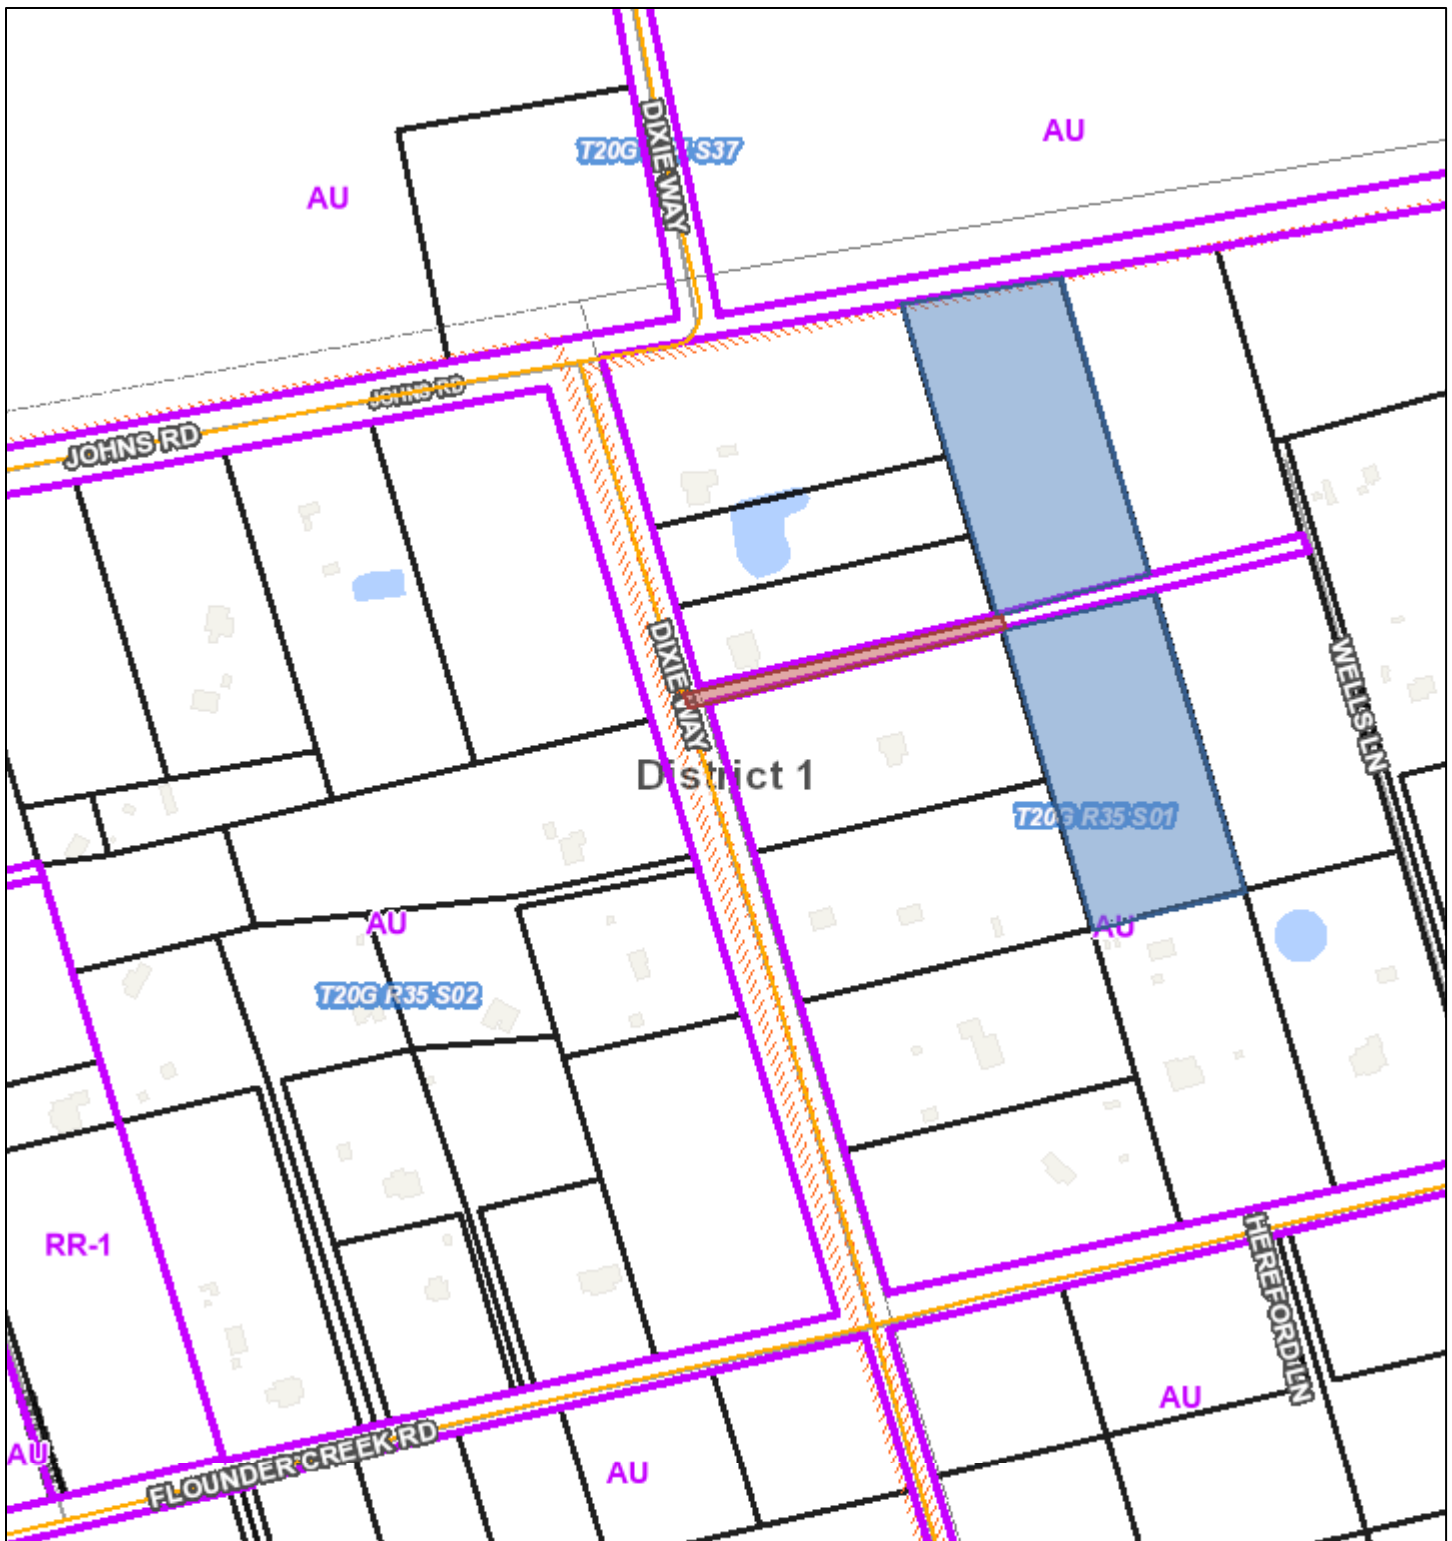 AU
DIXIE WAY
S37
T20G
AU
JOHNS RD
JOHNS RD
DIXIE WAY
WELLS LN
District 1
T20G R35 S01
AU
AU
T20G R35 S02
RR-1
HEREFORD LN
AU
FLOUNDER CREEK RD
AU
AU